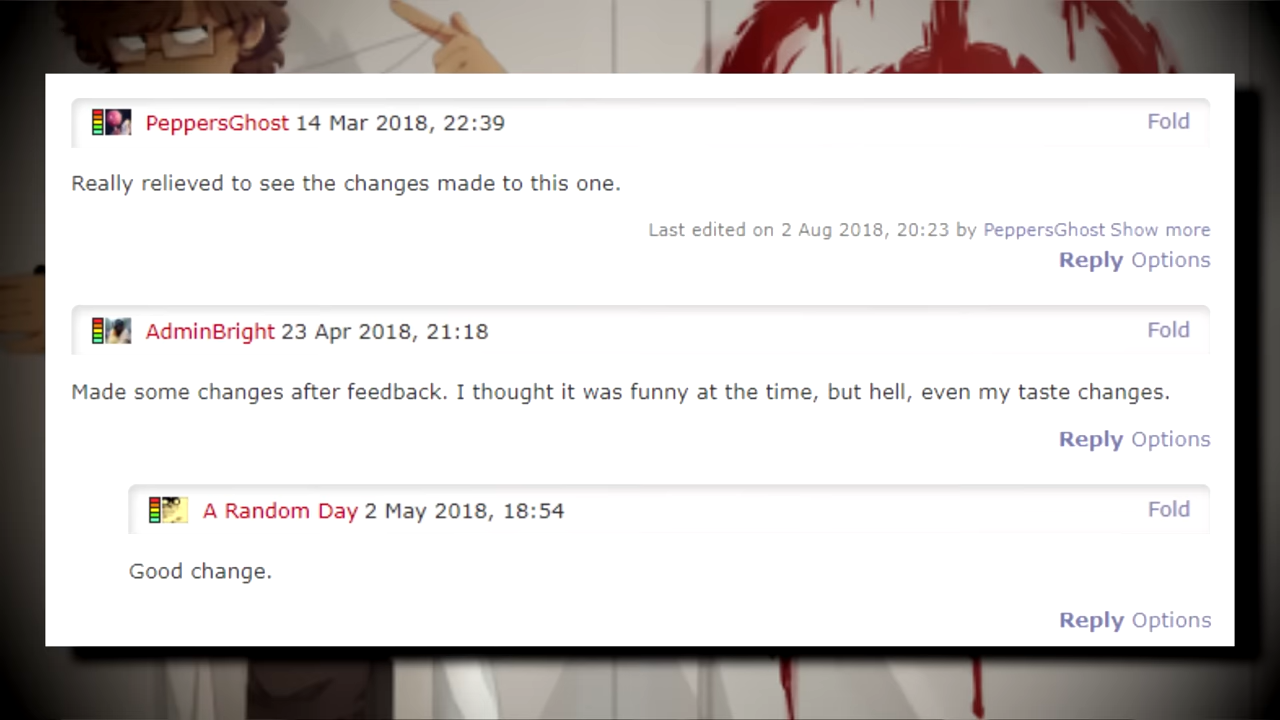 PeppersGhost 14 Mar 2018, 22:39 Fold
Really relieved to see the changes made to this one.
Last edited on 2 Aug 2018, 20:23 by PeppersGhost Show more
Reply Options
AdminBright 23 Apr 2018, 21:18 Fold
Made some changes after feedback. I thought it was funny at the time, but hell, even my taste changes.
Reply Options
A Random Day 2 May 2018, 18:54 Fold
Good change.
Reply Options